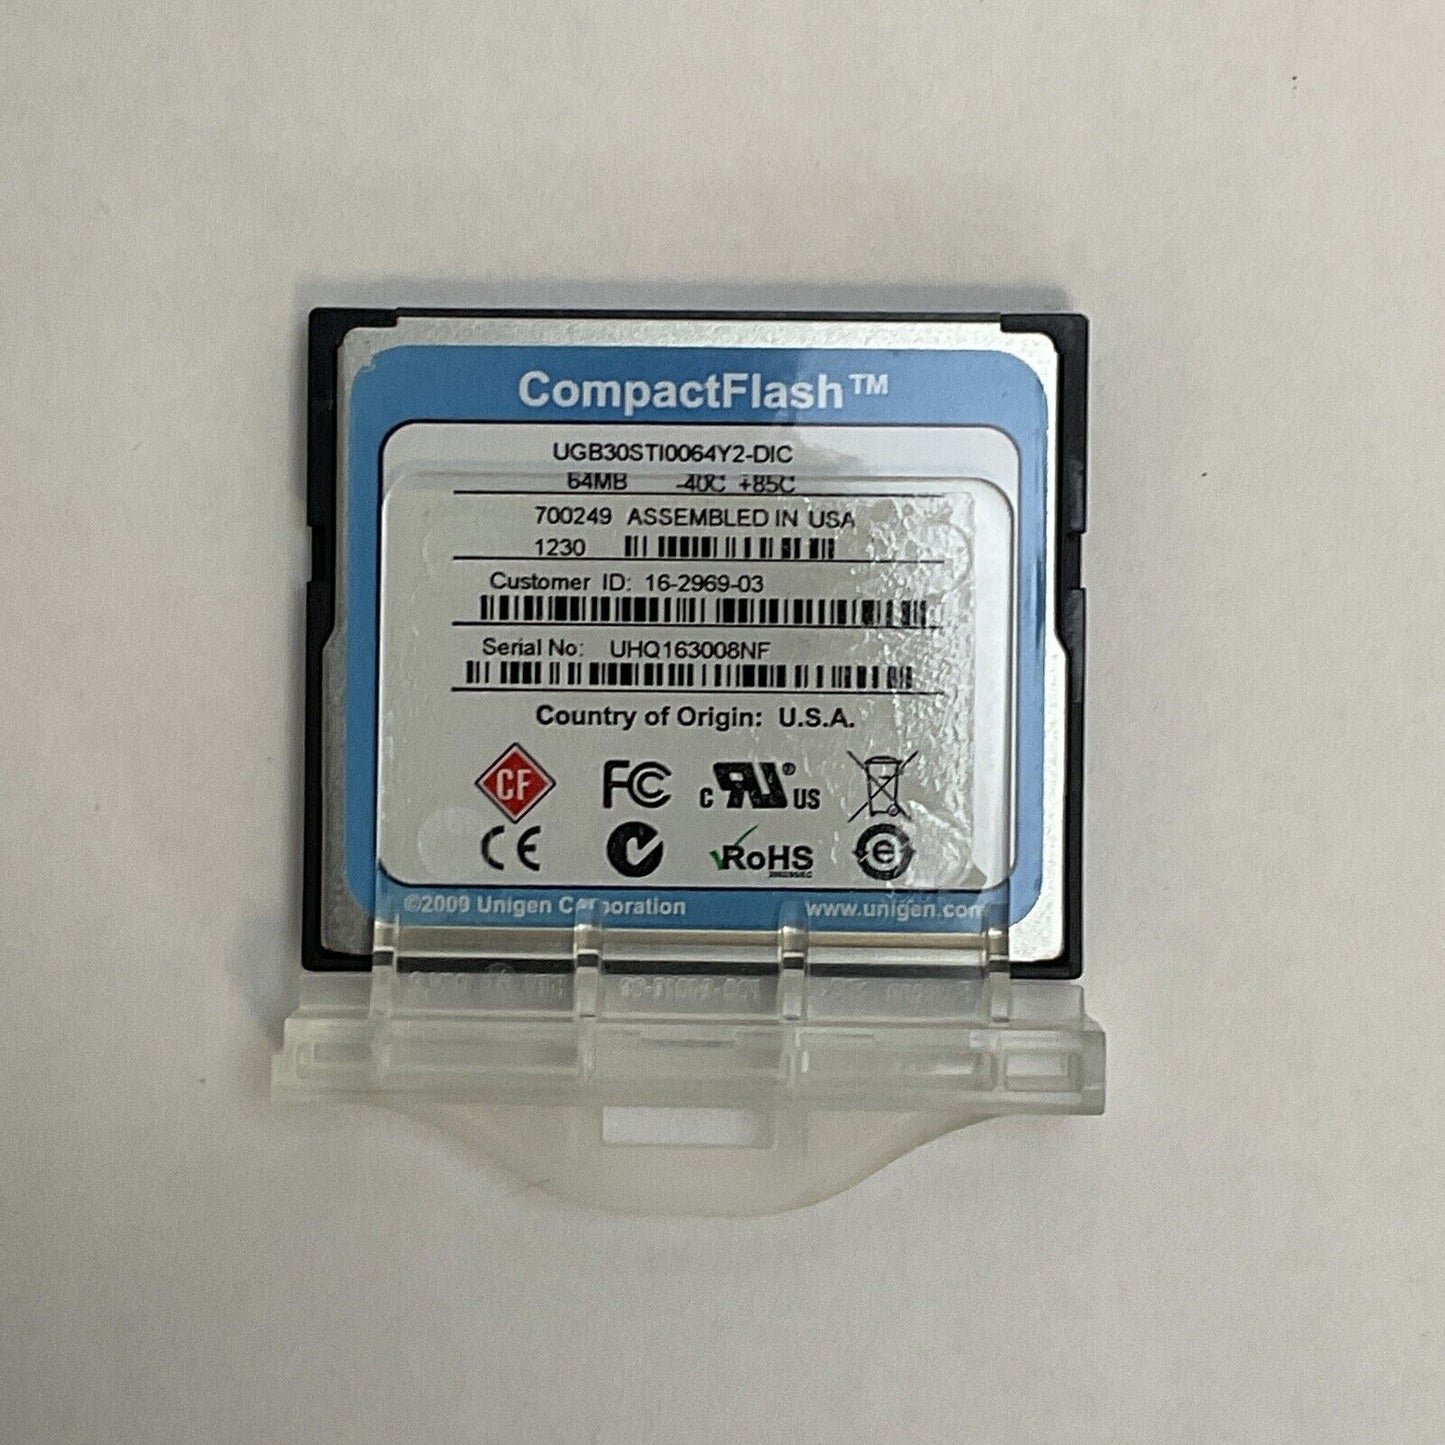 CompactFlash™
UGB30STI0064Y2-DIC
64MB -40C +85C
700249 ASSEMBLED IN USA
1230
Customer ID: 16-2969-03
Serial No: UHQ163008NF
Country of Origin: U.S.A.
CF FC c RU® US
CE RoHS e
©2009 Unigen Corporation www.unigen.com